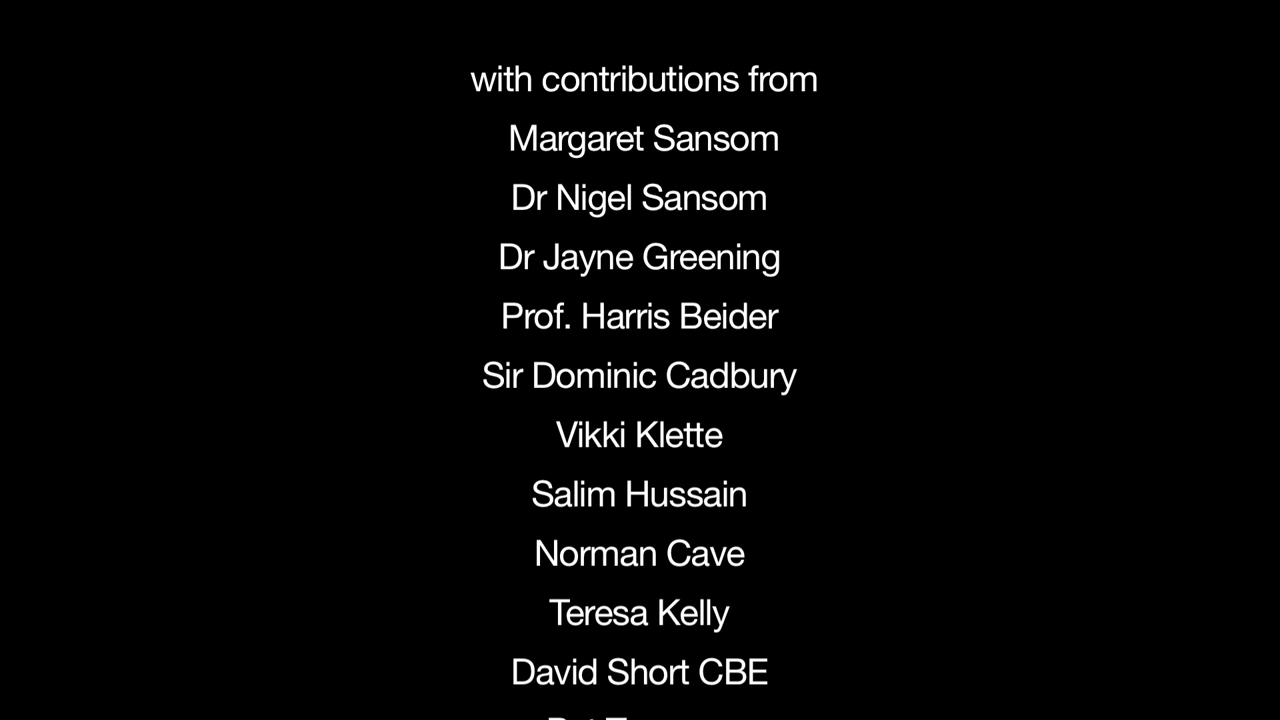 with contributions from
Margaret Sansom
Dr Nigel Sansom
Dr Jayne Greening
Prof. Harris Beider
Sir Dominic Cadbury
Vikki Klette
Salim Hussain
Norman Cave
Teresa Kelly
David Short CBE